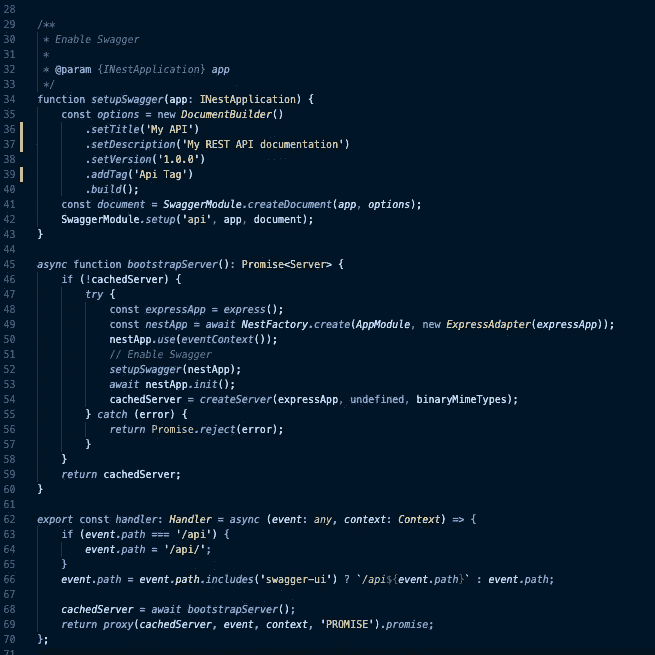 28
29 /**
30  * Enable Swagger
31  *
32  * @param {INestApplication} app
33  */
34 function setupSwagger(app: INestApplication) {
35     const options = new DocumentBuilder()
36         .setTitle('My API')
37         .setDescription('My REST API documentation')
38         .setVersion('1.0.0')
39         .addTag('Api Tag')
40         .build();
41     const document = SwaggerModule.createDocument(app, options);
42     SwaggerModule.setup('api', app, document);
43 }
44
45 async function bootstrapServer(): Promise<Server> {
46     if (!cachedServer) {
47         try {
48             const expressApp = express();
49             const nestApp = await NestFactory.create(AppModule, new ExpressAdapter(expressApp));
50             nestApp.use(eventContext());
51             // Enable Swagger
52             setupSwagger(nestApp);
53             await nestApp.init();
54             cachedServer = createServer(expressApp, undefined, binaryMimeTypes);
55         } catch (error) {
56             return Promise.reject(error);
57         }
58     }
59     return cachedServer;
60 }
61
62 export const handler: Handler = async (event: any, context: Context) => {
63     if (event.path === '/api') {
64         event.path = '/api/';
65     }
66     event.path = event.path.includes('swagger-ui') ? `/api${event.path}` : event.path;
67
68     cachedServer = await bootstrapServer();
69     return proxy(cachedServer, event, context, 'PROMISE').promise;
70 };
71